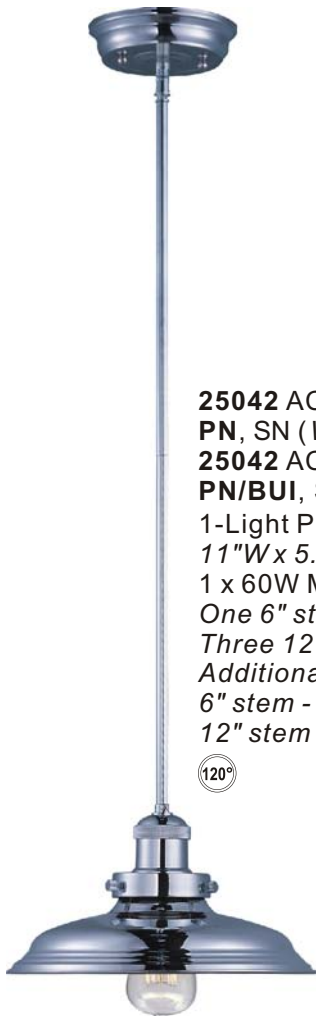 25042 AC
PN, SN (
25042 AC
PN/BUI,
1-Light P
11"W x 5.
1 x 60W M
One 6" st
Three 12
Additiona
6" stem -
12" stem
120°